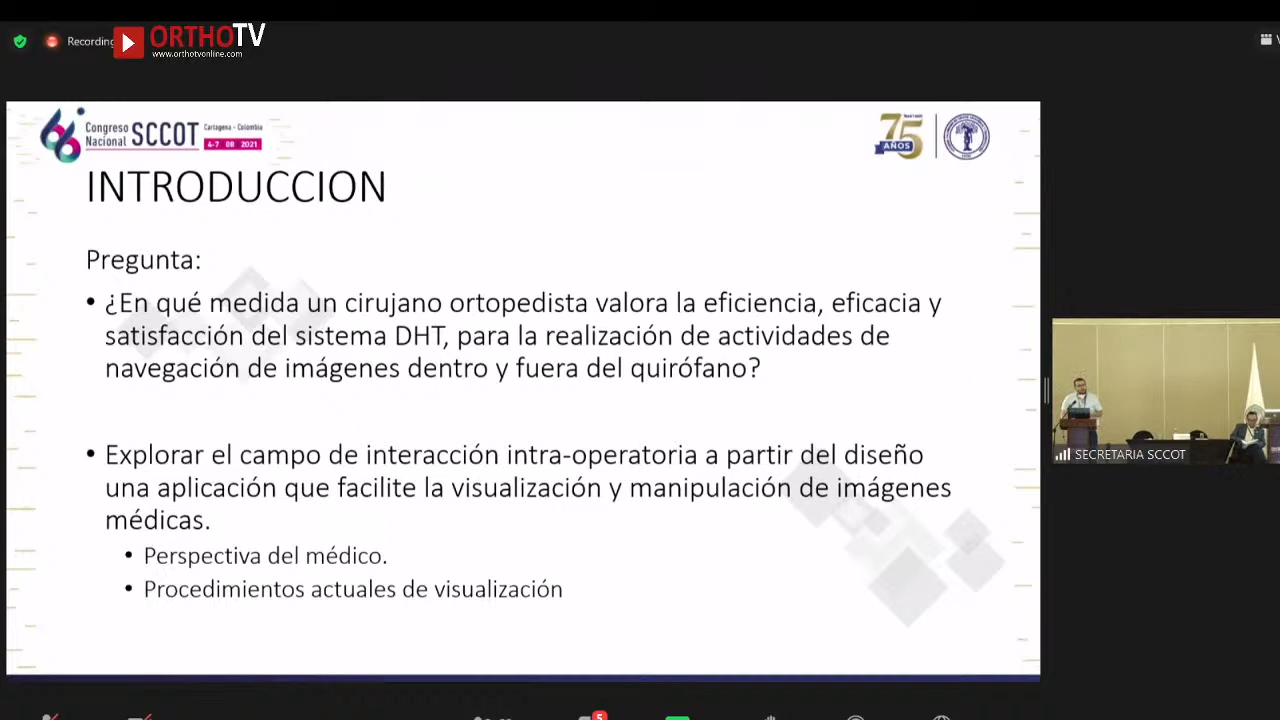 Recording
ORTHOTV
www.orthotvonline.com
Congreso
Nacional SCCOT
Cartagena - Colombia
4-7 08 2021
75
AÑOS
INTRODUCCION
Pregunta:
• ¿En qué medida un cirujano ortopedista valora la eficiencia, eficacia y
satisfacción del sistema DHT, para la realización de actividades de
navegación de imágenes dentro y fuera del quirófano?
• Explorar el campo de interacción intra-operatoria a partir del diseño
una aplicación que facilite la visualización y manipulación de imágenes
médicas.
• Perspectiva del médico.
• Procedimientos actuales de visualización
SECRETARIA SCCOT
5